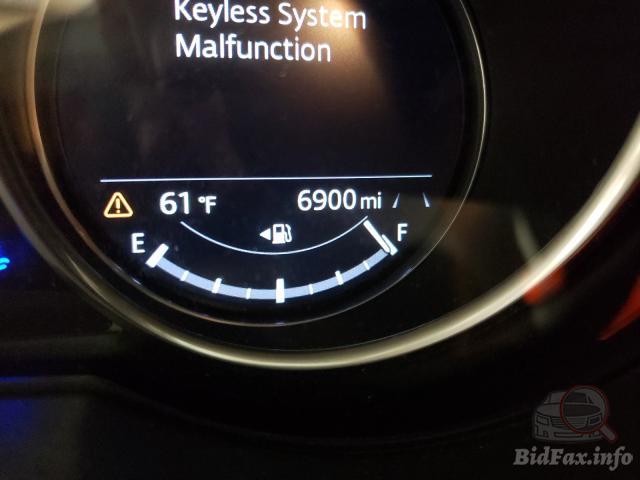 Keyless System
Malfunction
61 °F 6900 mi
E F
BidFax.info